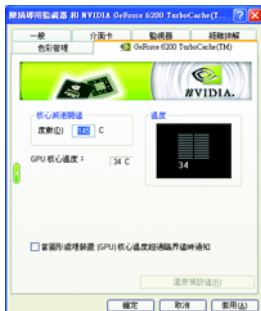 隨插即用監視器 和 NVIDIA GeForce 6200 TurboCache(T...
一般 介面卡 監視器 疑難排解
色彩管理 GeForce 6200 TurboCache(TM)
NVIDIA.
核心減速閾值
度數(D) 145 C
溫度
GPU 核心溫度： 34 C
34
當圖形處理裝置 (GPU) 核心溫度超過臨界值時通知
還原預設值(E)
確定 取消 套用(A)